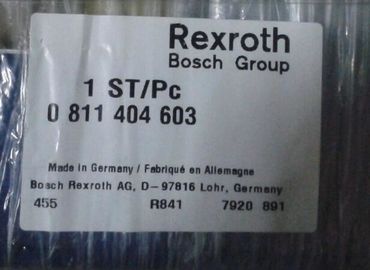 Rexroth
Bosch Group
1 ST/Pc
0 811 404 603
Made in Germany / Fabriqué en Allemagne
Bosch Rexroth AG, D-97816 Lohr, Germany
455 R841 7920 891